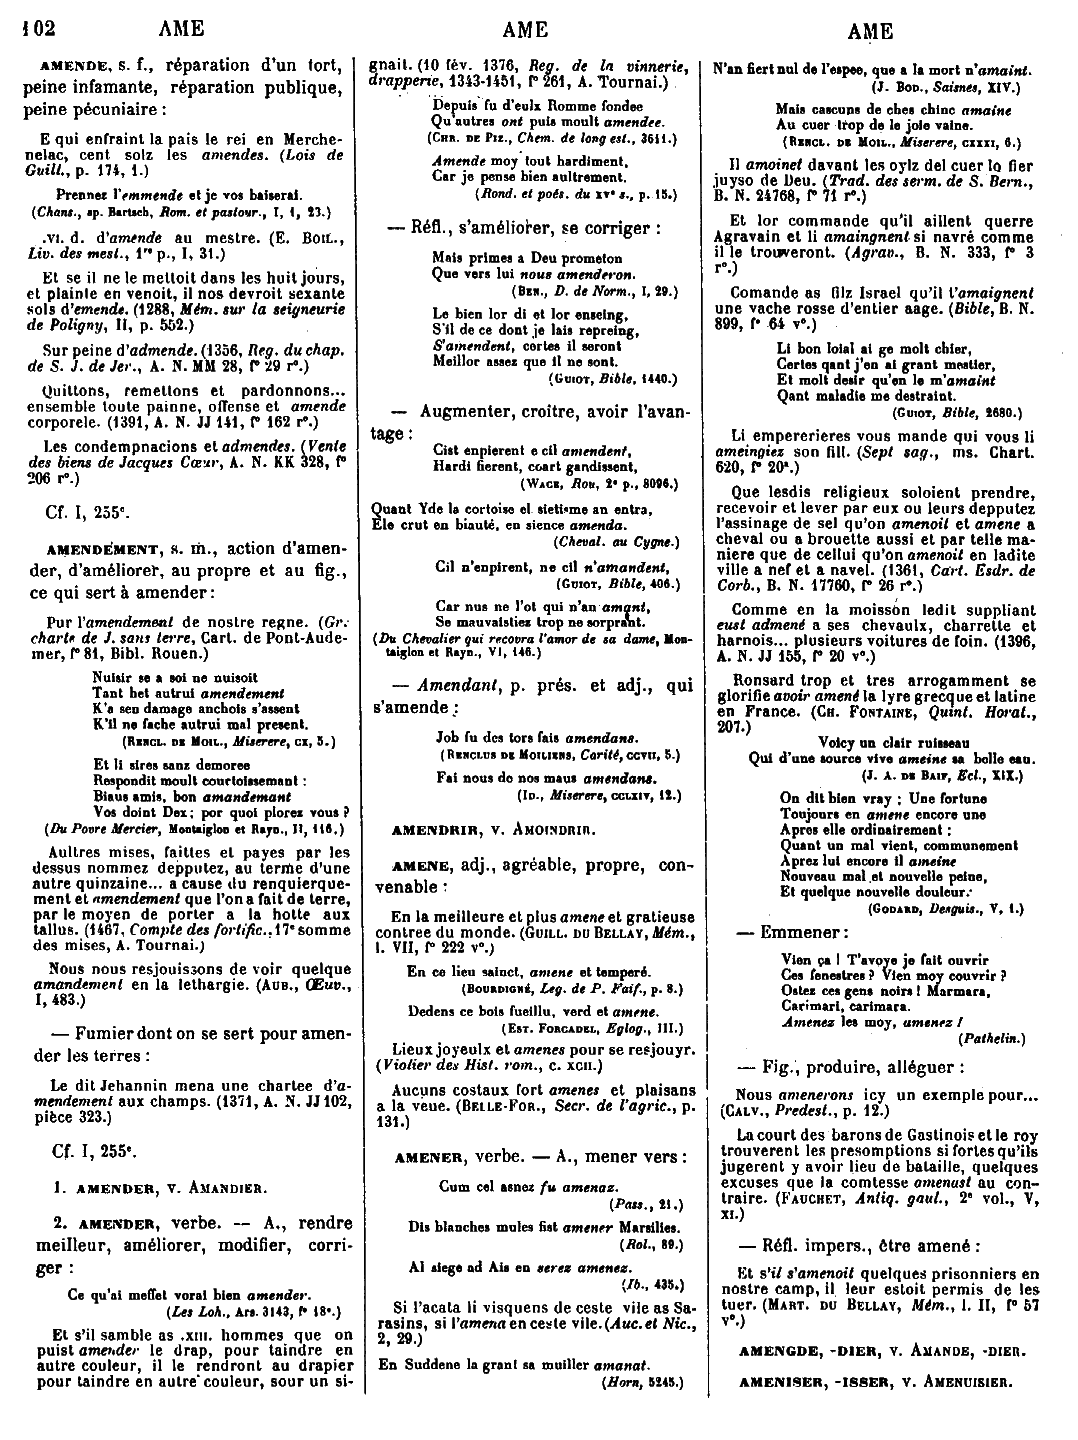 102 AME AME AME
AMENDE, s. f., réparation d'un tort,
peine infamante, réparation publique,
peine pécuniaire :
E qui enfraint la pais le rei en Merche-
nelac, cent solz les amendes. (Lois de
Guill., p. 174, 1.)
Prennez l'emmende et je vos baiserai.
(Chans., ap. Bartsch, Rom. et pastour., I, 1, 23.)
.VI. d. d'amende au mestre. (E. BOIL.,
Liv. des mest., 1re p., I, 31.)
Et se il ne le mettoit dans les huit jours,
et plainte en venoit, il nos devroit sexante
sols d'emende. (1288, Mém. sur la seigneurie
de Poligny, II, p. 552.)
Sur peine d'admende. (1356, Reg. du chap.
de S. J. de Jer., A. N. MM 28, f° 29 r°.)
Quittons, remettons et pardonnons...
ensemble toute painne, offense et amende
corporele. (1391, A. N. JJ 141, f° 162 r°.)
Les condempnacions et admendes. (Vente
des biens de Jacques Cœur, A. N. KK 328, f°
206 r°.)
Cf. I, 255c.
AMENDEMENT, s. m., action d'amen-
der, d'améliorer, au propre et au fig.,
ce qui sert à amender :
Pur l'amendement de nostre regne. (Gr.
charte de J. sans terre, Cart. de Pont-Aude-
mer, f° 81, Bibl. Rouen.)
Nuisir se a soi ne nuisoit
Tant het autrui amendement
K'a seu damage anchois s'assent
K'il ne fache autrui mal present.
(RENCL. DE MOIL., Miserere, CX, 5.)
Et li sires sanz demoree
Respondit moult courtoissemant :
Biaus amis, bon amandemant
Vos doint Dex; por quoi plorez vous ?
(Du Povre Mercier, Montaiglon et Rayn., II, 116.)
Aultres mises, faittes et payes par les
dessus nommez depputez, au terme d'une
autre quinzaine... a cause du renquierque-
ment et amendement que l'on a fait de terre,
par le moyen de porter a la hotte aux
tallus. (1467, Compte des fortific., 17e somme
des mises, A. Tournai.)
Nous nous resjouissons de voir quelque
amandement en la lethargie. (AUB., Œuv.,
I, 483.)
— Fumier dont on se sert pour amen-
der les terres :
Le dit Jehannin mena une chartee d'a-
mendement aux champs. (1371, A. N. JJ 102,
pièce 323.)
Cf. I, 255c.
1. AMENDER, V. AMANDIER.
2. AMENDER, verbe. — A., rendre
meilleur, améliorer, modifier, corri-
ger :
Ce qu'ai meffet vorai bien amender.
(Les Loh., Ars. 3143, f° 18c.)
Et s'il samble as .XIII. hommes que on
puist amender le drap, pour taindre en
autre couleur, il le rendront au drapier
pour taindre en autre couleur, sour un si-
gnait. (10 fév. 1376, Reg. de la vinnerie,
drapperie, 1343-1451, f° 261, A. Tournai.)
Depuis fu d'eulx Romme fondee
Qu'autres ont puis moult amendee.
(CHR. DE PIZ., Chem. de long est., 3611.)
Amende moy tout hardiment,
Car je pense bien aultrement.
(Rond. et poés. du XVe s., p. 15.)
— Réfl., s'améliorer, se corriger :
Mais primes a Deu prometon
Que vers lui nous amenderon.
(BEN., D. de Norm., I, 29.)
Le bien lor di et lor enseing,
S'il de ce dont je lais repreing,
S'amendent, certes il seront
Meillor assez que il ne sont.
(GUIOT, Bible, 1440.)
— Augmenter, croître, avoir l'avan-
tage :
Cist enpierent e cil amendent,
Hardi fierent, coart gandissent,
(WACE, Rou, 2e p., 8096.)
Quant Yde la cortoise el sietisme an entra,
Ele crut en biauté, en sience amenda.
(Cheval. au Cygne.)
Cil n'enpirent, ne cil n'amandent,
(GUIOT, Bible, 406.)
Car nus ne l'ot qui n'an amant,
Se mauvaistiez trop ne sorprant.
(Du Chevalier qui recovra l'amor de sa dame, Mon-
taiglon et Rayn., VI, 146.)
— Amendant, p. prés. et adj., qui
s'amende :
Job fu des tors fais amendans.
(RENCLUS DE MOILIENS, Carité, CCVII, 5.)
Fai nous de nos maus amendans.
(ID., Miserere, CCLXIV, 12.)
AMENDRIR, V. AMOINDRIR.
AMENE, adj., agréable, propre, con-
venable :
En la meilleure et plus amene et gratieuse
contree du monde. (GUILL. DU BELLAY, Mém.,
l. VII, f° 222 v°.)
En ce lieu sainct, amene et temperé.
(BOURDIGNÉ, Leg. de P. Faif., p. 8.)
Dedens ce bois fueillu, verd et amene.
(EST. FORCADEL, Eglog., III.)
Lieux joyeulx et amenes pour se resjouyr.
(Violier des Hist. rom., c. XCII.)
Aucuns costaux fort amenes et plaisans
a la veue. (BELLE-FOR., Secr. de l'agric., p.
131.)
AMENER, verbe. — A., mener vers :
Cum cel asnez fu amenaz.
(Pass., 21.)
Dis blanches mules fist amener Marsilies.
(Rol., 89.)
Al siege ad Ais en serez amenez.
(Ib., 435.)
Si l'acata li visquens de ceste vile as Sa-
rasins, si l'amena en ceste vile. (Auc. et Nic.,
2, 29.)
En Suddene la grant sa muiller amanat.
(Horn, 5245.)
N'an fiert nul de l'espee, que a la mort n'amaint.
(J. BOD., Saisnes, XIV.)
Mais cascuns de ches chinc amaine
Au cuer trop de le joie vaine.
(RENCL. DE MOIL., Miserere, CXXXI, 6.)
Il amoinet davant les oylz del cuer lo fier
juyso de Deu. (Trad. des serm. de S. Bern.,
B. N. 24768, f° 71 r°.)
Et lor commande qu'il aillent querre
Agravain et li amaingnent si navré comme
il le trouveront. (Agrav., B. N. 333, f° 3
r°.)
Comande as filz Israel qu'il t'amaignent
une vache rosse d'entier aage. (Bible, B. N.
899, f° 64 v°.)
Li bon loial ai ge molt chier,
Certes qant j'en ai grant mestier,
Et molt desir qu'en le m'amaint
Qant maladie me destraint.
(GUIOT, Bible, 2680.)
Li empererieres vous mande qui vous li
ameingiez son fill. (Sept sag., ms. Chart.
620, f° 20a.)
Que lesdis religieux soloient prendre,
recevoir et lever par eux ou leurs depputez
l'assinage de sel qu'on amenoit et amene a
cheval ou a brouette aussi et par telle ma-
niere que de cellui qu'on amenoit en ladite
ville a nef et a navel. (1361, Cart. Esdr. de
Corb., B. N. 17760, f° 26 r°.)
Comme en la moisson ledit suppliant
eust admené a ses chevaulx, charrette et
harnois... plusieurs voitures de foin. (1396,
A. N. JJ 155, f° 20 v°.)
Ronsard trop et tres arrogamment se
glorifie avoir amené la lyre grecque et latine
en France. (CH. FONTAINE, Quint. Horat.,
207.)
Voicy un clair ruisseau
Qui d'une source vive ameine sa belle eau.
(J. A. DE BAIF, Ecl., XIX.)
On dit bien vray : Une fortune
Toujours en amene encore une
Apres elle ordinairement ;
Quant un mal vient, communement
Aprez lui encore il ameine
Nouveau mal et nouvelle peine,
Et quelque nouvelle douleur.
(GODARD, Desguis., V, 1.)
— Emmener :
Vien ça ! T'avoye je fait ouvrir
Ces fenestres ? Vien moy couvrir ?
Ostez ces gens noirs ! Marmara,
Carimari, carimara.
Amenez les moy, amenez !
(Pathelin.)
— Fig., produire, alléguer :
Nous amenerons icy un exemple pour...
(CALV., Predest., p. 12.)
La court des barons de Gastinois et le roy
trouverent les presomptions si fortes qu'ils
jugerent y avoir lieu de bataille, quelques
excuses que la comtesse amenast au con-
traire. (FAUCHET, Antiq. gaul., 2e vol., V,
XI.)
— Réfl. impers., être amené :
Et s'il s'amenoit quelques prisonniers en
nostre camp, il leur estoit permis de les
tuer. (MART. DU BELLAY, Mém., l. II, f° 57
v°.)
AMENGDE, -DIER, V. AMANDE, -DIER.
AMENISER, -ISSER, V. AMENUISIER.